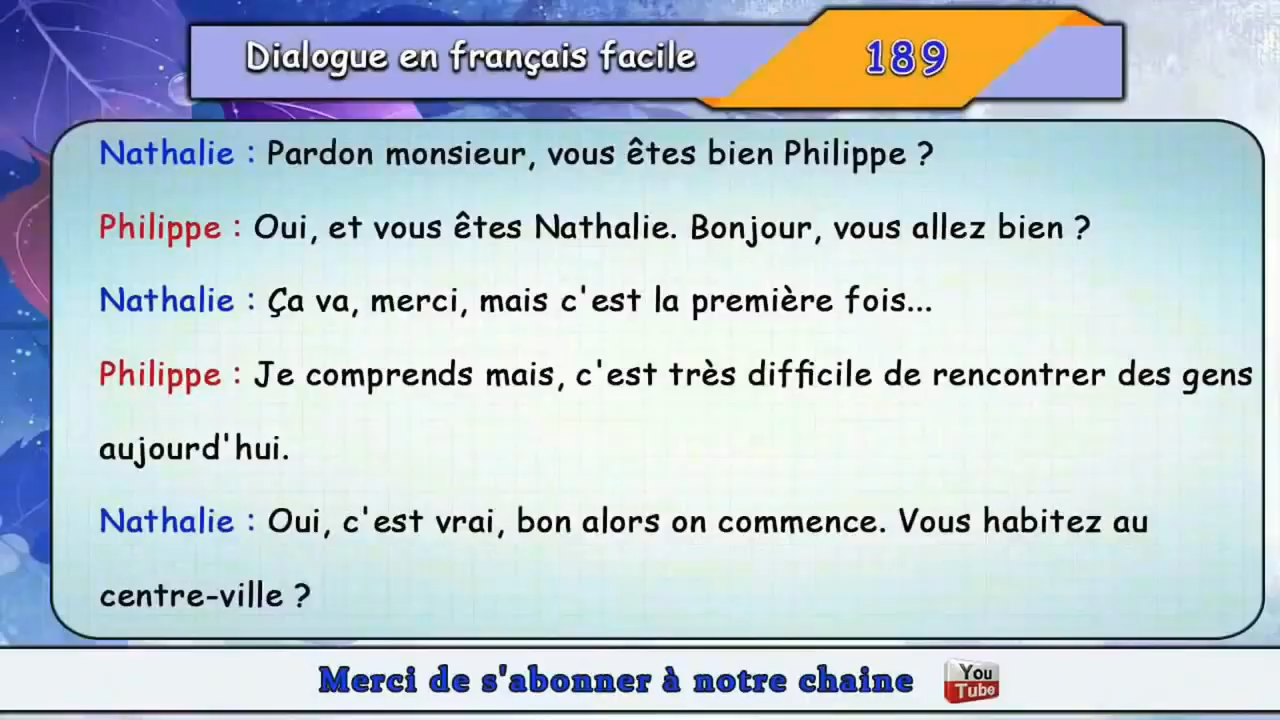 Dialogue en français facile
189
Nathalie : Pardon monsieur, vous êtes bien Philippe ?
Philippe : Oui, et vous êtes Nathalie. Bonjour, vous allez bien ?
Nathalie : Ça va, merci, mais c'est la première fois...
Philippe : Je comprends mais, c'est très difficile de rencontrer des gens
aujourd'hui.
Nathalie : Oui, c'est vrai, bon alors on commence. Vous habitez au
centre-ville ?
Merci de s'abonner à notre chaine
You
Tube